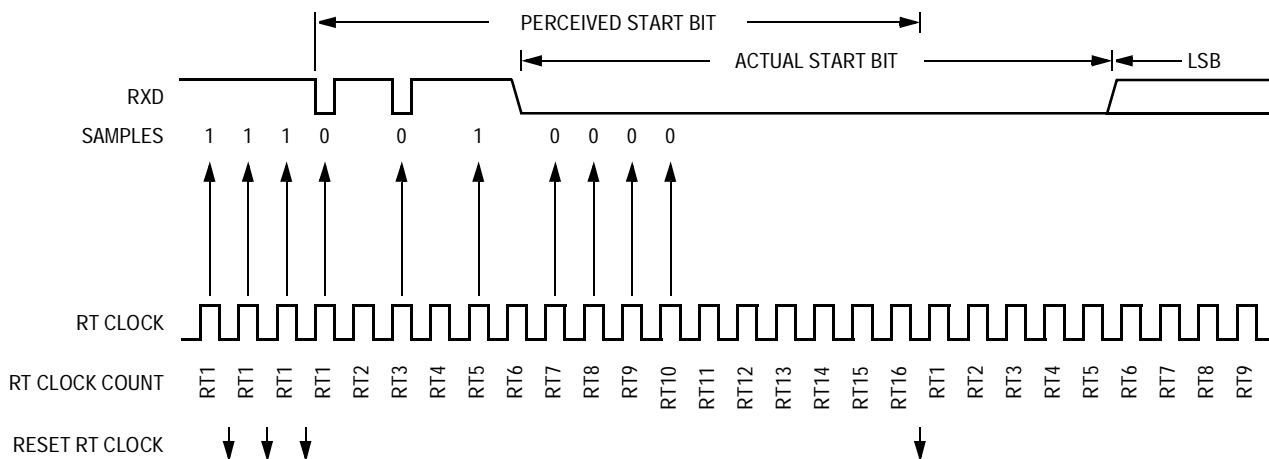 PERCEIVED START BIT
ACTUAL START BIT
LSB
RXD
SAMPLES 1 1 1 0 0 1 0 0 0 0
RT CLOCK
RT CLOCK COUNT RT1 RT1 RT1 RT1 RT2 RT3 RT4 RT5 RT6 RT7 RT8 RT9 RT10 RT11 RT12 RT13 RT14 RT15 RT16 RT1 RT2 RT3 RT4 RT5 RT6 RT7 RT8 RT9
RESET RT CLOCK